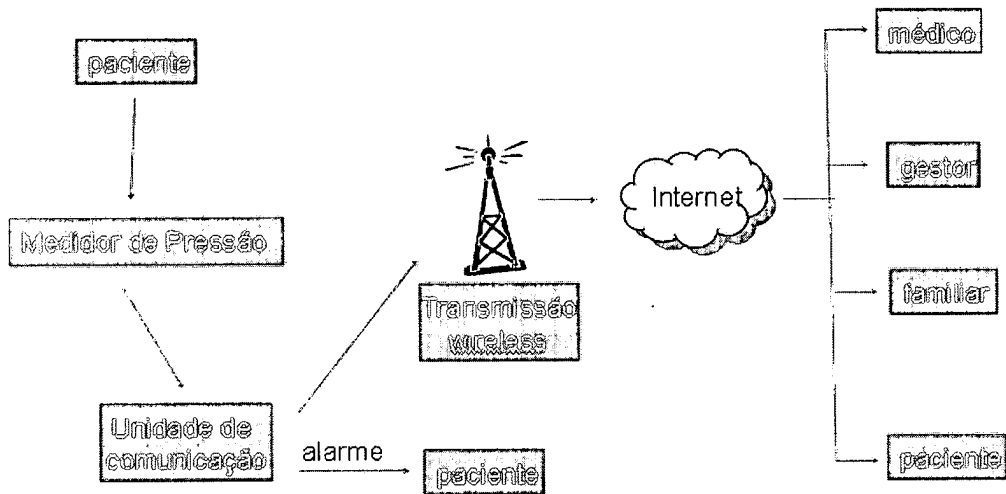 paciente
Medidor de Pressão
Unidade de
comunicação
alarme
paciente
Transmissão
wireless
Internet
médico
gestor
familiar
paciente